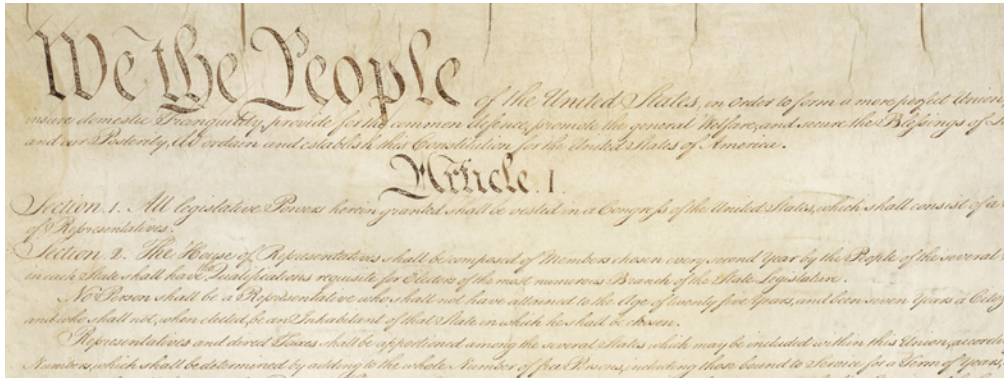 We the People of the United States, in Order to form a more perfect Union
insure domestic Tranquility, provide for the common defence, promote the general Welfare, and secure the Blessings of
and our Posterity, do ordain and establish this Constitution for the United States of America.
Article. I.
Section. 1. All legislative Powers herein granted shall be vested in a Congress of the United States, which shall consist of a
of Representatives.
Section. 2. The House of Representatives shall be composed of Members chosen every second Year by the People of the several
in each State shall have the Qualifications requisite for Electors of the most numerous Branch of the State Legislature.
No Person shall be a Representative who shall not have attained to the Age of twenty five Years, and been seven Years a
and who shall not, when elected, be an Inhabitant of that State in which he shall be chosen.
Representatives and direct Taxes shall be apportioned among the several States which may be included within this Union,
Numbers, which shall be determined by adding to the whole Number of free Persons, including those bound to Service for a Term of Years,